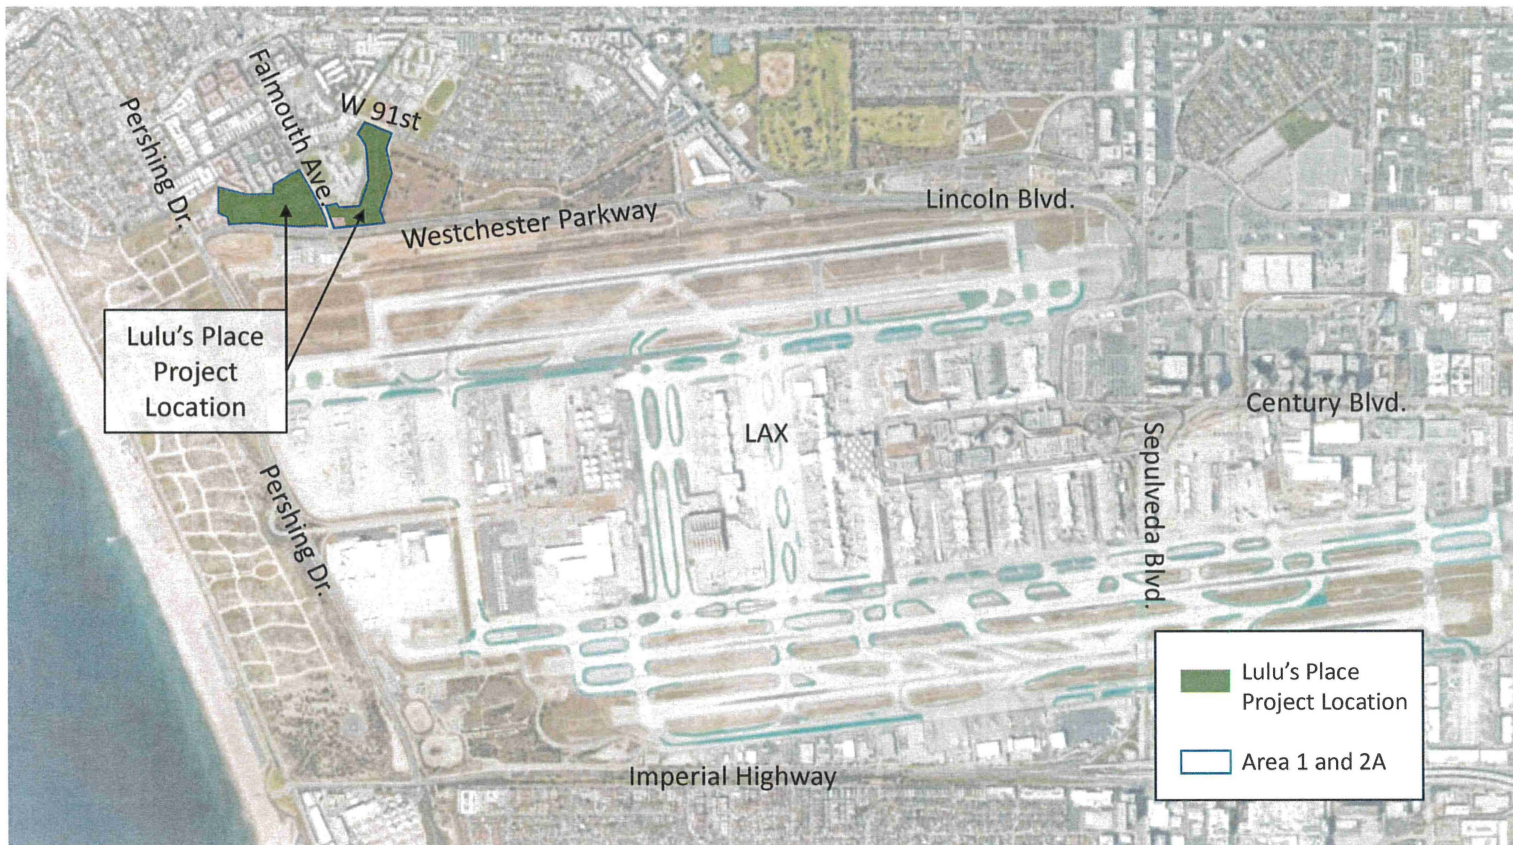 Falmouth Ave.
W 91st
Pershing Dr.
Lincoln Blvd.
Westchester Parkway
Lulu's Place
Project
Location
Century Blvd.
LAX
Sepulveda Blvd.
Pershing Dr.
Lulu's Place
Project Location
Area 1 and 2A
Imperial Highway